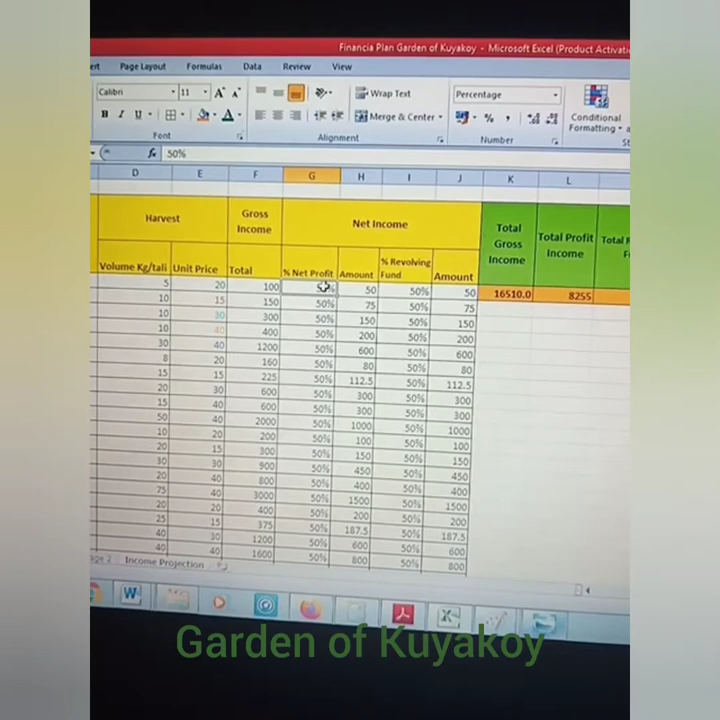 Financia Plan Garden of Kuyakoy - Microsoft Excel (Product Activati
ert Page Layout Formulas Data Review View
Calibri 11 A A Wrap Text Percentage
B I U A Merge & Center % , Conditional
Formatting
Font Alignment Number St
fx 50%
D E F G H I J K L
Harvest Gross Income Net Income Total Gross Income Total Profit Income
Volume Kg/tali Unit Price Total % Net Profit Amount % Revolving Fund Amount
5 20 100 50% 50 50% 50 16510.0 8255
10 15 150 50% 75 50% 75
10 30 300 50% 150 50% 150
10 40 400 50% 200 50% 200
30 40 1200 50% 600 50% 600
8 20 160 50% 80 50% 80
15 15 225 50% 112.5 50% 112.5
20 30 600 50% 300 50% 300
15 40 600 50% 300 50% 300
50 40 2000 50% 1000 50% 1000
10 20 200 50% 100 50% 100
20 15 300 50% 150 50% 150
30 30 900 50% 450 50% 450
20 40 800 50% 400 50% 400
75 40 3000 50% 1500 50% 1500
20 20 400 50% 200 50% 200
25 15 375 50% 187.5 50% 187.5
40 30 1200 50% 600 50% 600
40 40 1600 50% 800 50% 800
age 2 Income Projection
Garden of Kuyakoy